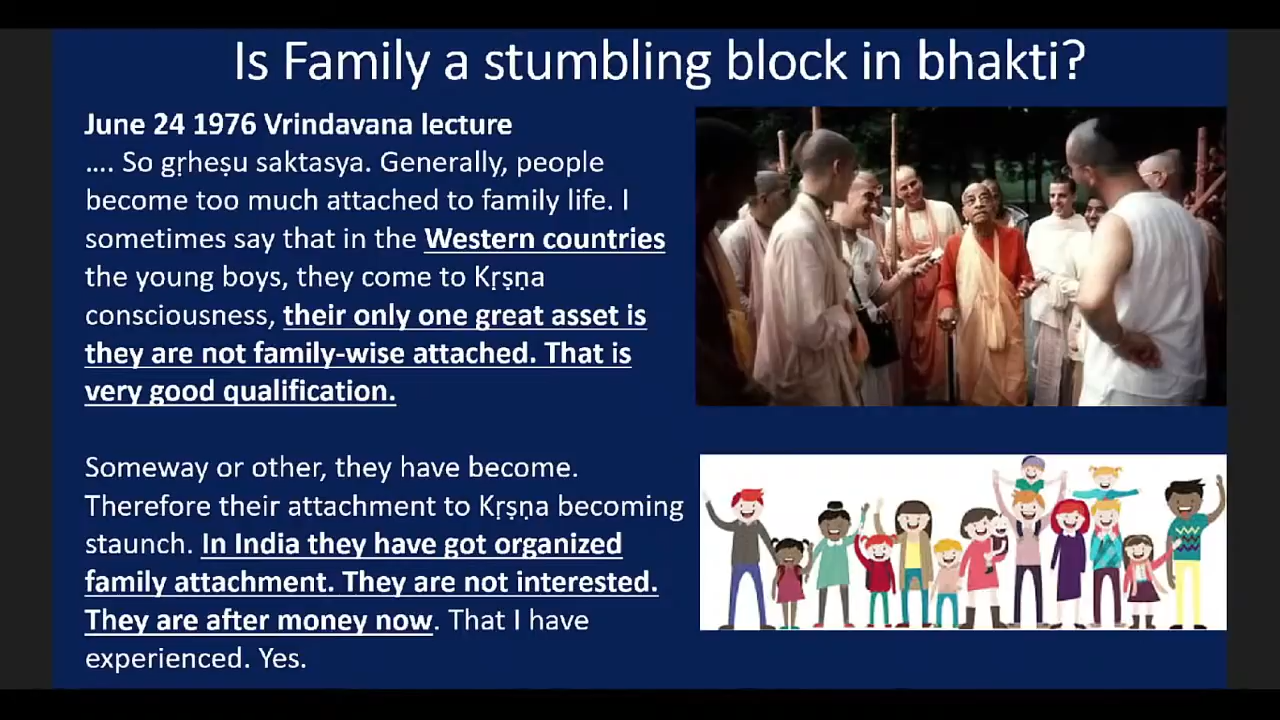 Is Family a stumbling block in bhakti?
June 24 1976 Vrindavana lecture
.... So gṛheṣu saktasya. Generally, people
become too much attached to family life. I
sometimes say that in the Western countries
the young boys, they come to Kṛṣṇa
consciousness, their only one great asset is
they are not family-wise attached. That is
very good qualification.
Someway or other, they have become.
Therefore their attachment to Kṛṣṇa becoming
staunch. In India they have got organized
family attachment. They are not interested.
They are after money now. That I have
experienced. Yes.